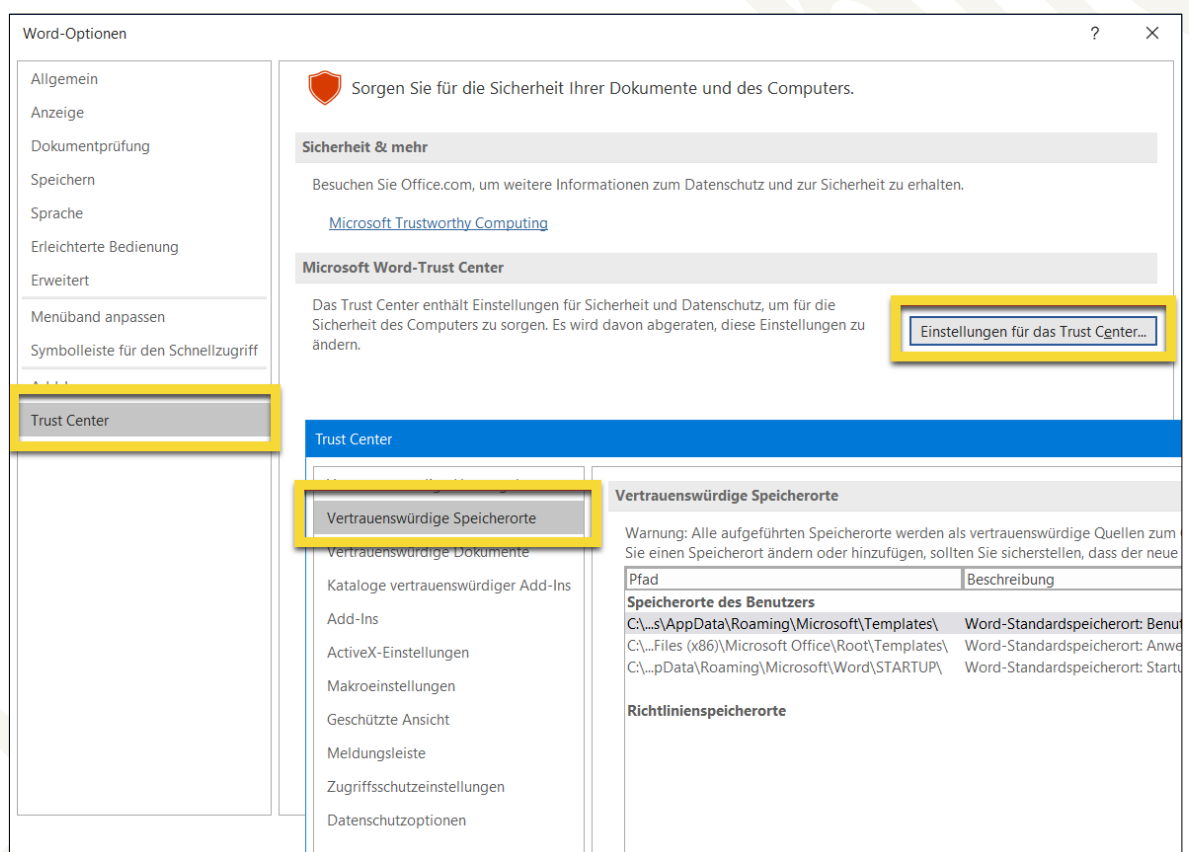 Word-Optionen
?
Allgemein
Anzeige
Dokumentprüfung
Speichern
Sprache
Erleichterte Bedienung
Erweitert
Menüband anpassen
Symbolleiste für den Schnellzugriff
Trust Center
Sorgen Sie für die Sicherheit Ihrer Dokumente und des Computers.
Sicherheit & mehr
Besuchen Sie Office.com, um weitere Informationen zum Datenschutz und zur Sicherheit zu erhalten.
Microsoft Trustworthy Computing
Microsoft Word-Trust Center
Das Trust Center enthält Einstellungen für Sicherheit und Datenschutz, um für die
Sicherheit des Computers zu sorgen. Es wird davon abgeraten, diese Einstellungen zu
ändern.
Einstellungen für das Trust Center...
Trust Center
Vertrauenswürdige Speicherorte
Vertrauenswürdige Dokumente
Kataloge vertrauenswürdiger Add-Ins
Add-Ins
ActiveX-Einstellungen
Makroeinstellungen
Geschützte Ansicht
Meldungsleiste
Zugriffsschutzeinstellungen
Datenschutzoptionen
Vertrauenswürdige Speicherorte
Warnung: Alle aufgeführten Speicherorte werden als vertrauenswürdige Quellen zum
Sie einen Speicherort ändern oder hinzufügen, sollten Sie sicherstellen, dass der neue
Pfad Beschreibung
Speicherorte des Benutzers
C:\...s\AppData\Roaming\Microsoft\Templates\ Word-Standardspeicherort: Benut
C:\...Files (x86)\Microsoft Office\Root\Templates\ Word-Standardspeicherort: Anwe
C:\...pData\Roaming\Microsoft\Word\STARTUP\ Word-Standardspeicherort: Startu
Richtlinienspeicherorte